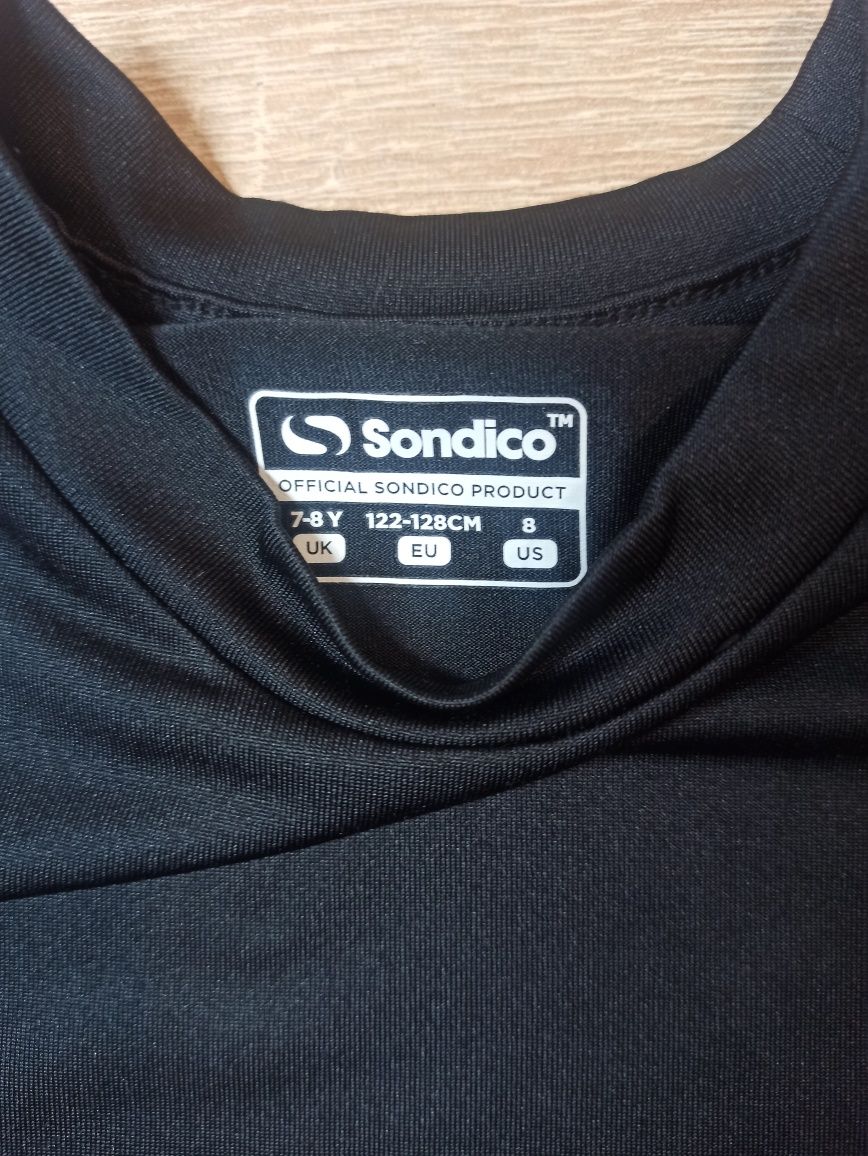 Sondico™
OFFICIAL SONDICO PRODUCT
7-8 Y 122-128CM 8
UK EU US